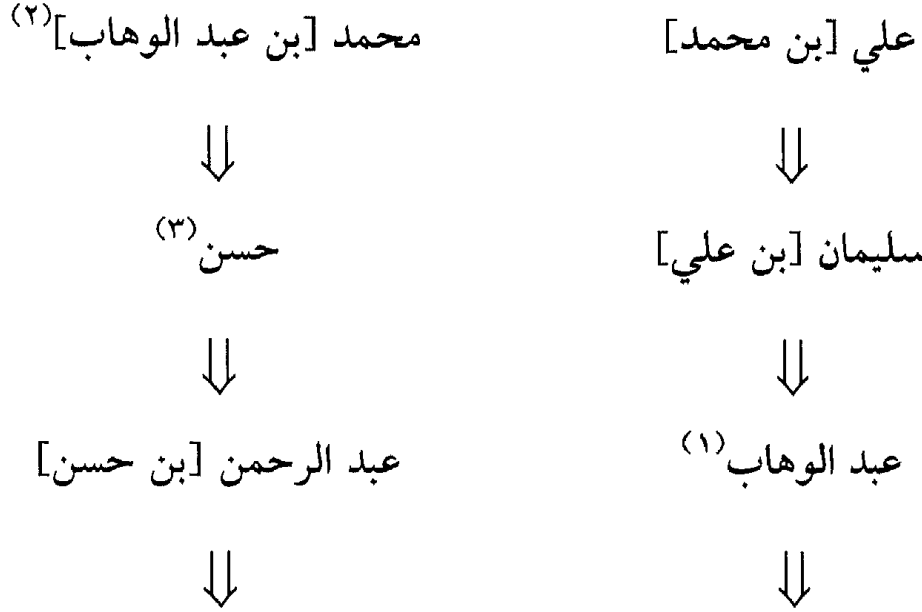 علي [بن محمد]
محمد [بن عبد الوهاب](٢)
⇓
⇓
سليمان [بن علي]
حسن(٣)
⇓
⇓
عبد الوهاب(١)
عبد الرحمن [بن حسن]
⇓
⇓